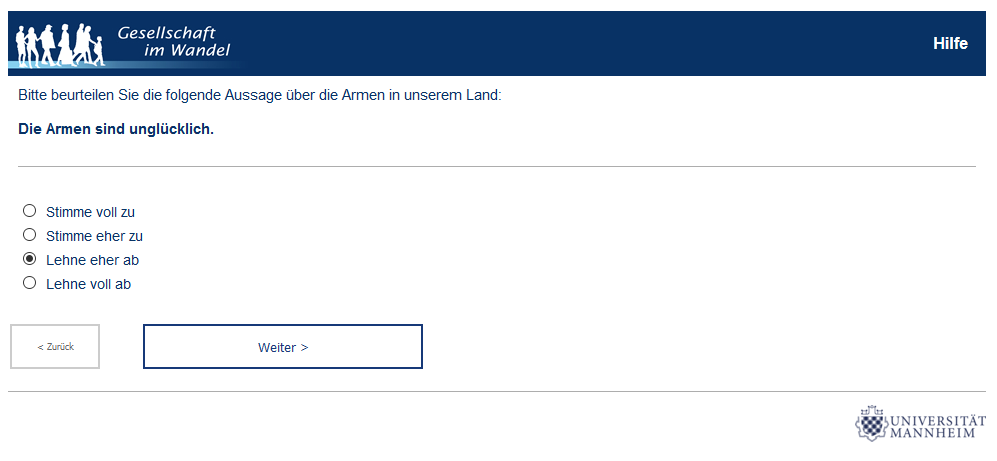 Gesellschaft
im Wandel
Hilfe
Bitte beurteilen Sie die folgende Aussage über die Armen in unserem Land:
Die Armen sind unglücklich.
Stimme voll zu
Stimme eher zu
Lehne eher ab
Lehne voll ab
< Zurück
Weiter >
UNIVERSITÄT
MANNHEIM